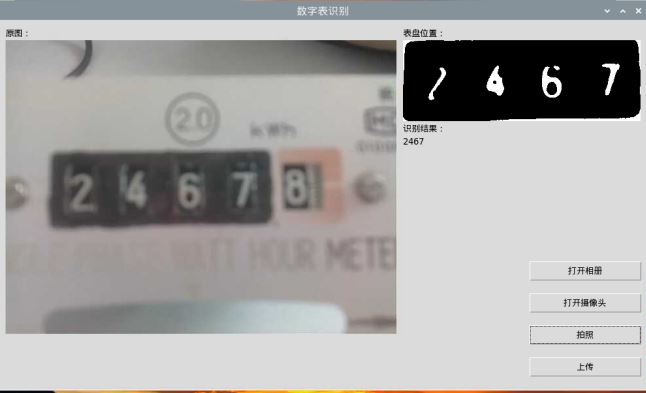 数字表识别
原图：
表盘位置：
2.0
kWh
2 4 6 7 8
PHASE WATT HOUR METE
2 4 6 7
识别结果：
2467
打开相册
打开摄像头
拍照
上传